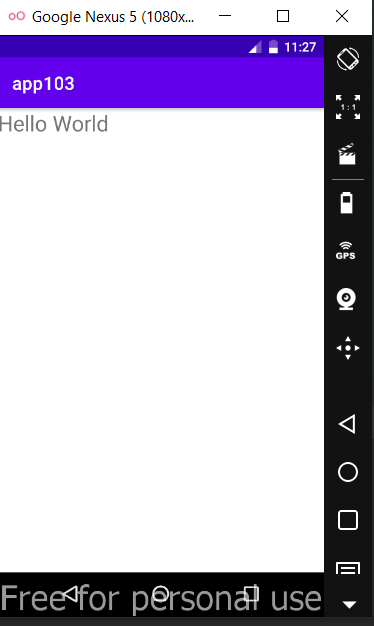 Google Nexus 5 (1080x...
11:27
app103
Hello World
1:1
GPS
Free for personal use